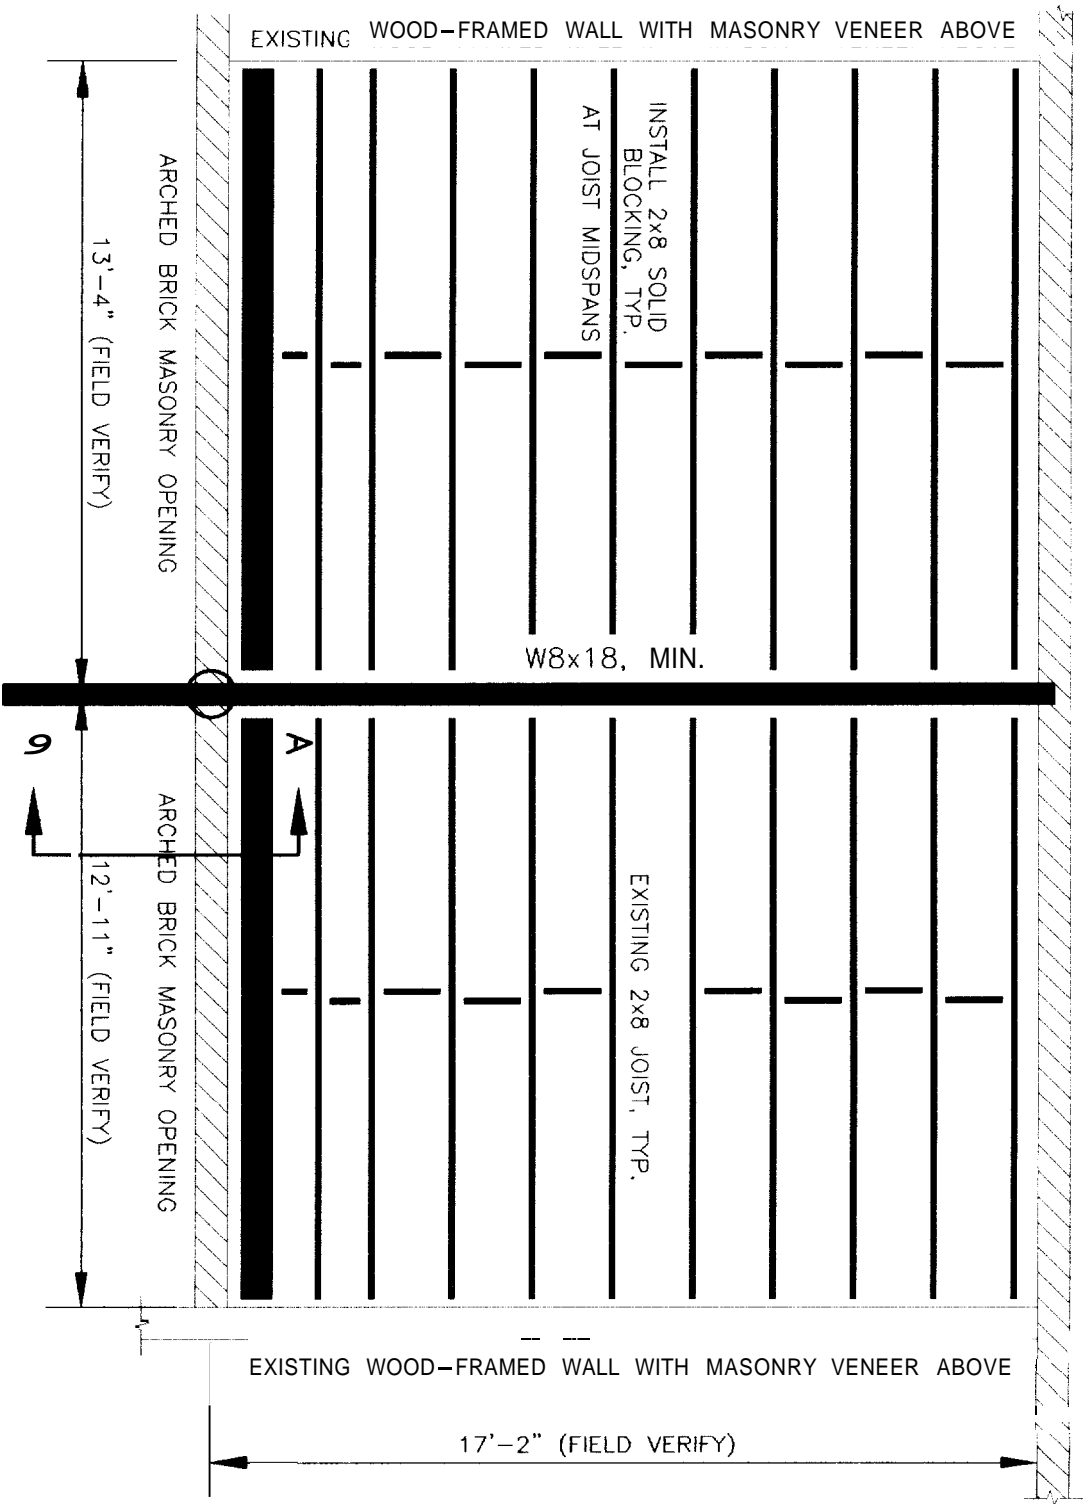 EXISTING WOOD-FRAMED WALL WITH MASONRY VENEER ABOVE
INSTALL 2x8 SOLID
BLOCKING, TYP.
AT JOIST MIDSPANS
ARCHED BRICK MASONRY OPENING
13'-4" (FIELD VERIFY)
W8x18, MIN.
9
A
EXISTING 2x8 JOIST, TYP.
ARCHED BRICK MASONRY OPENING
12'-11" (FIELD VERIFY)
EXISTING WOOD-FRAMED WALL WITH MASONRY VENEER ABOVE
17'-2" (FIELD VERIFY)